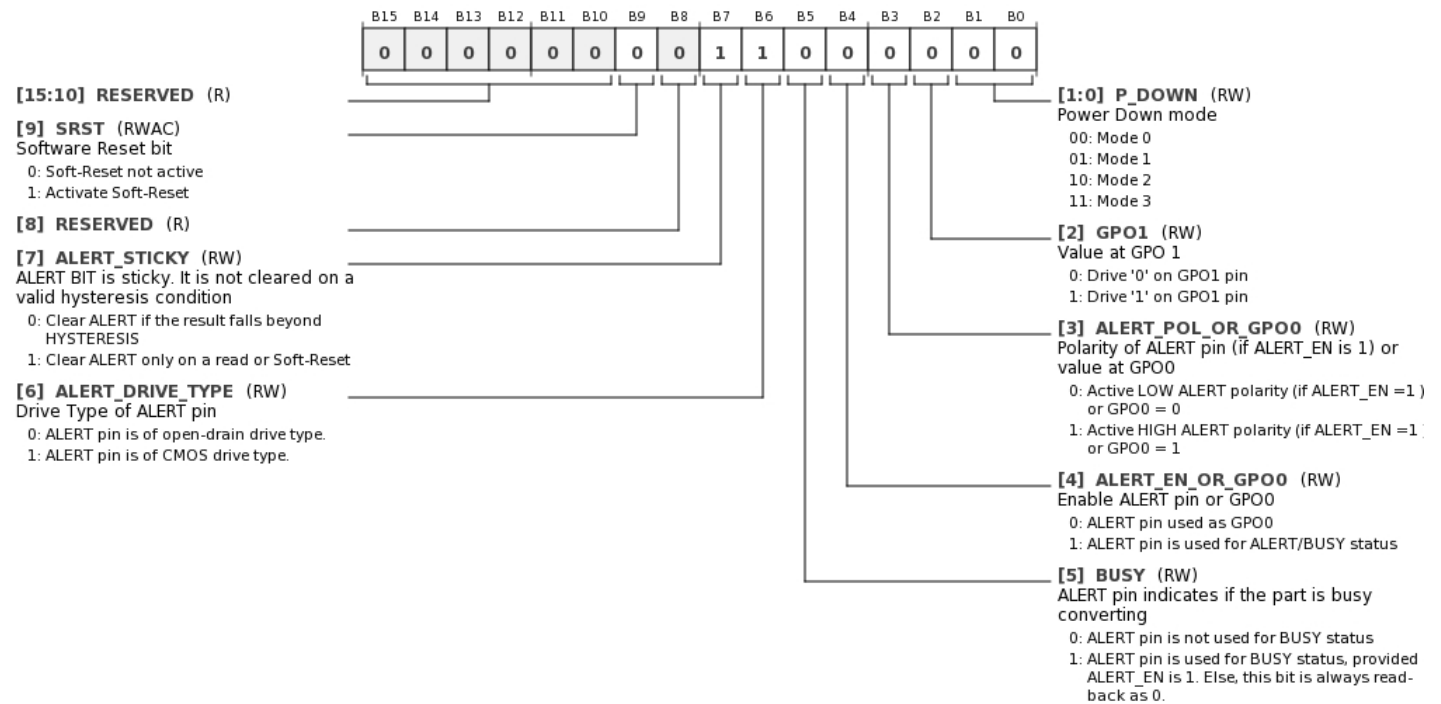 B15 B14 B13 B12 B11 B10 B9 B8 B7 B6 B5 B4 B3 B2 B1 B0
0 0 0 0 0 0 0 0 1 1 0 0 0 0 0 0
[15:10] RESERVED (R)
[9] SRST (RWAC)
Software Reset bit
0: Soft-Reset not active
1: Activate Soft-Reset
[8] RESERVED (R)
[7] ALERT_STICKY (RW)
ALERT BIT is sticky. It is not cleared on a
valid hysteresis condition
0: Clear ALERT if the result falls beyond
HYSTERESIS
1: Clear ALERT only on a read or Soft-Reset
[6] ALERT_DRIVE_TYPE (RW)
Drive Type of ALERT pin
0: ALERT pin is of open-drain drive type.
1: ALERT pin is of CMOS drive type.
[1:0] P_DOWN (RW)
Power Down mode
00: Mode 0
01: Mode 1
10: Mode 2
11: Mode 3
[2] GPO1 (RW)
Value at GPO 1
0: Drive '0' on GPO1 pin
1: Drive '1' on GPO1 pin
[3] ALERT_POL_OR_GPO0 (RW)
Polarity of ALERT pin (if ALERT_EN is 1) or
value at GPO0
0: Active LOW ALERT polarity (if ALERT_EN =1 )
or GPO0 = 0
1: Active HIGH ALERT polarity (if ALERT_EN =1
or GPO0 = 1
[4] ALERT_EN_OR_GPO0 (RW)
Enable ALERT pin or GPO0
0: ALERT pin used as GPO0
1: ALERT pin is used for ALERT/BUSY status
[5] BUSY (RW)
ALERT pin indicates if the part is busy
converting
0: ALERT pin is not used for BUSY status
1: ALERT pin is used for BUSY status, provided
ALERT_EN is 1. Else, this bit is always read-
back as 0.